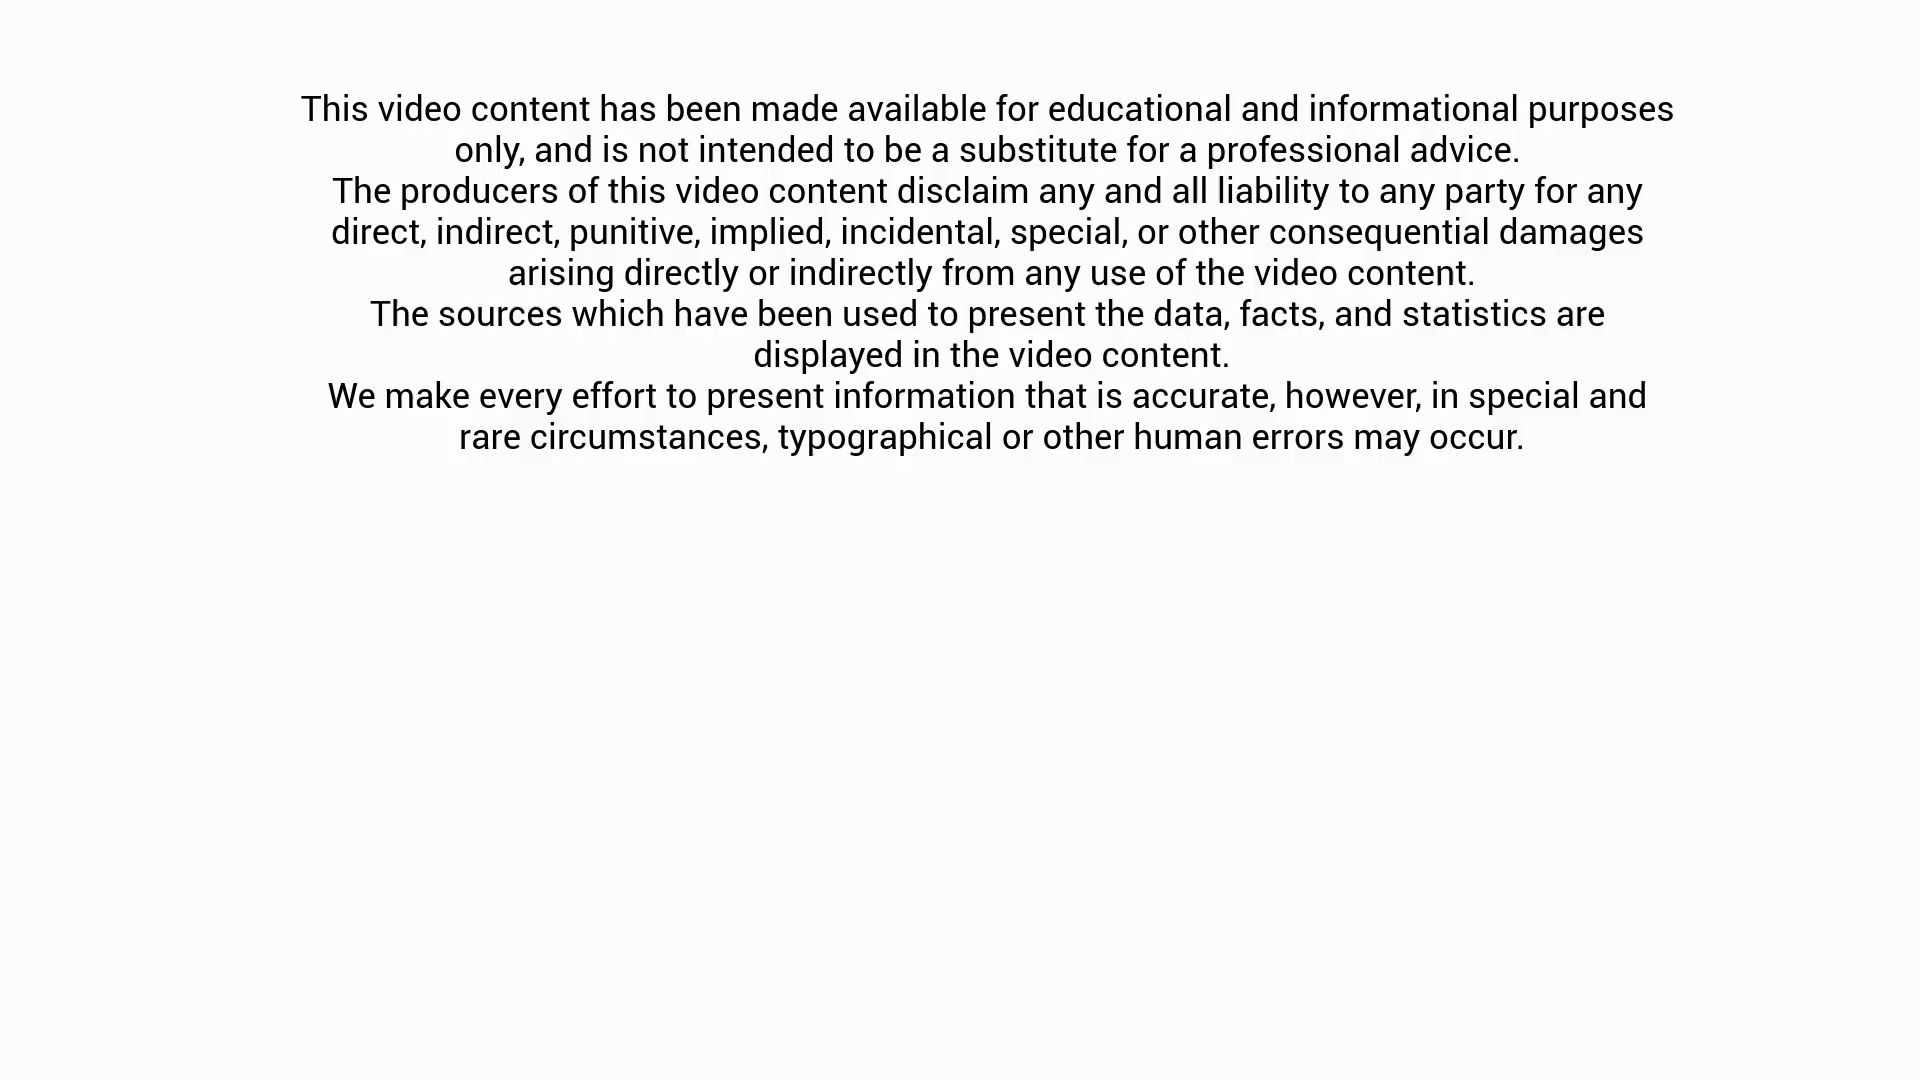 This video content has been made available for educational and informational purposes
only, and is not intended to be a substitute for a professional advice.
The producers of this video content disclaim any and all liability to any party for any
direct, indirect, punitive, implied, incidental, special, or other consequential damages
arising directly or indirectly from any use of the video content.
The sources which have been used to present the data, facts, and statistics are
displayed in the video content.
We make every effort to present information that is accurate, however, in special and
rare circumstances, typographical or other human errors may occur.